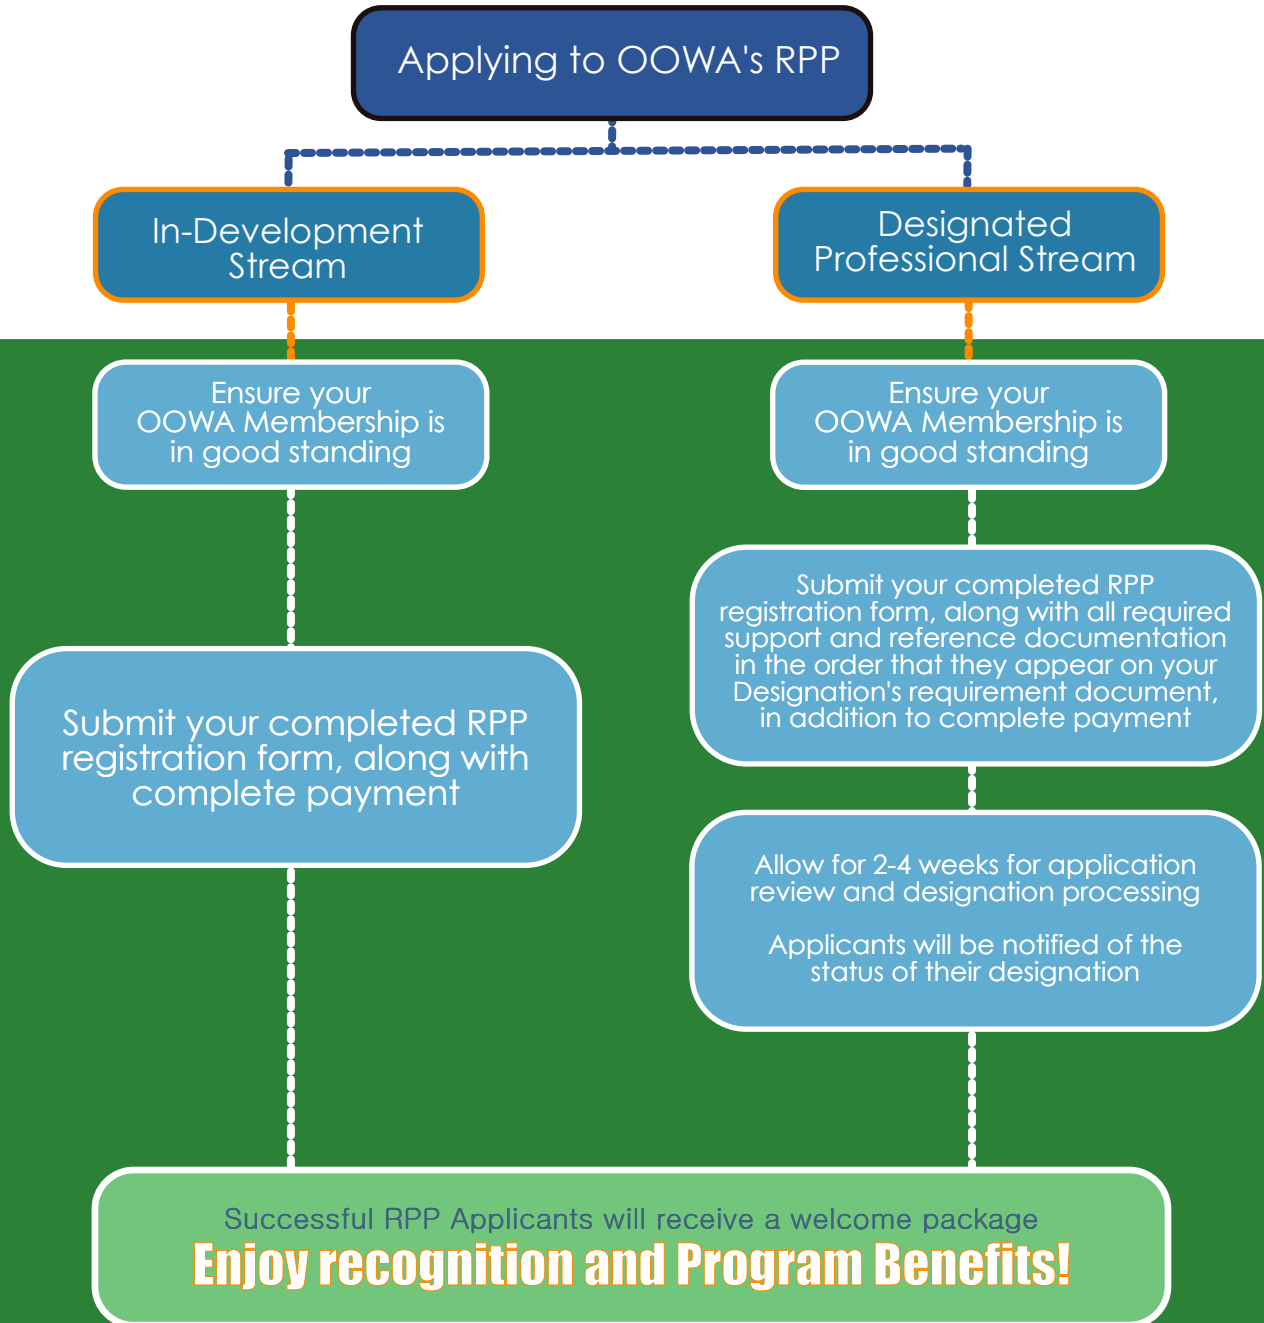 Applying to OOWA's RPP
In-Development
Stream
Designated
Professional Stream
Ensure your
OOWA Membership is
in good standing
Ensure your
OOWA Membership is
in good standing
Submit your completed RPP
registration form, along with
complete payment
Submit your completed RPP
registration form, along with all required
support and reference documentation
in the order that they appear on your
Designation's requirement document,
in addition to complete payment
Allow for 2-4 weeks for application
review and designation processing
Applicants will be notified of the
status of their designation
Successful RPP Applicants will receive a welcome package
Enjoy recognition and Program Benefits!